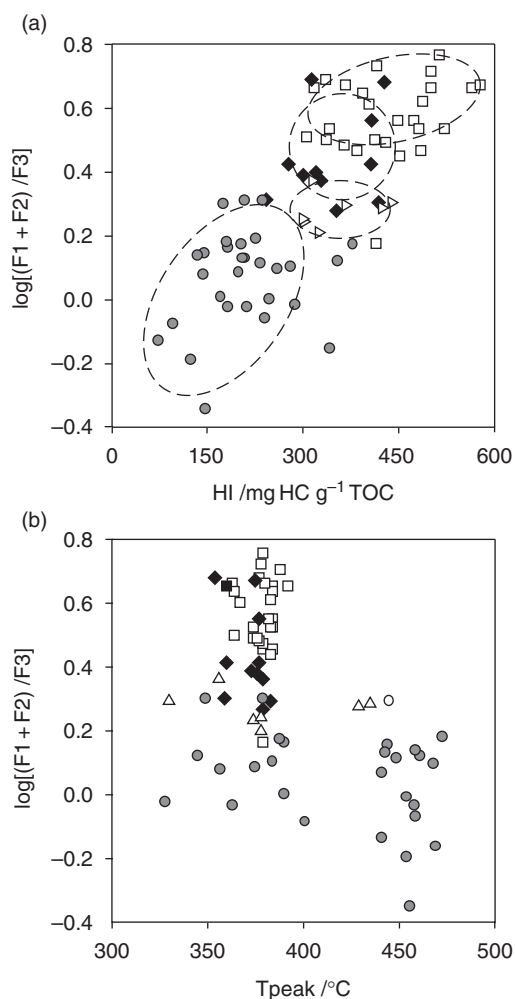 (a)
0.8
0.6
0.4
0.2
0.0
–0.2
–0.4
log[(F1 + F2) /F3]
0 150 300 450 600
HI /mg HC g⁻¹ TOC
(b)
0.8
0.6
0.4
0.2
0.0
–0.2
–0.4
log[(F1 + F2) /F3]
300 350 400 450 500
Tpeak /°C